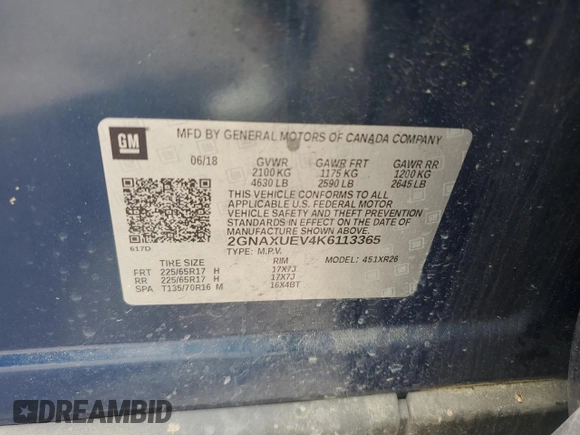 GM
MFD BY GENERAL MOTORS OF CANADA COMPANY
06/18 GVWR GAWR FRT GAWR RR
2100 KG 1175 KG 1200 KG
4630 LB 2590 LB 2645 LB
THIS VEHICLE CONFORMS TO ALL
APPLICABLE U.S. FEDERAL MOTOR
VEHICLE SAFETY AND THEFT PREVENTION
STANDARDS IN EFFECT ON THE DATE OF
MANUFACTURE SHOWN ABOVE.
617D 2GNAXUEV4K6113365
TYPE: M.P.V. MODEL: 451XR26
TIRE SIZE RIM
FRT 225/65R17 H 17X7J
RR 225/65R17 H 17X7J
SPA T135/70R16 M 16X4BT
DREAMBID